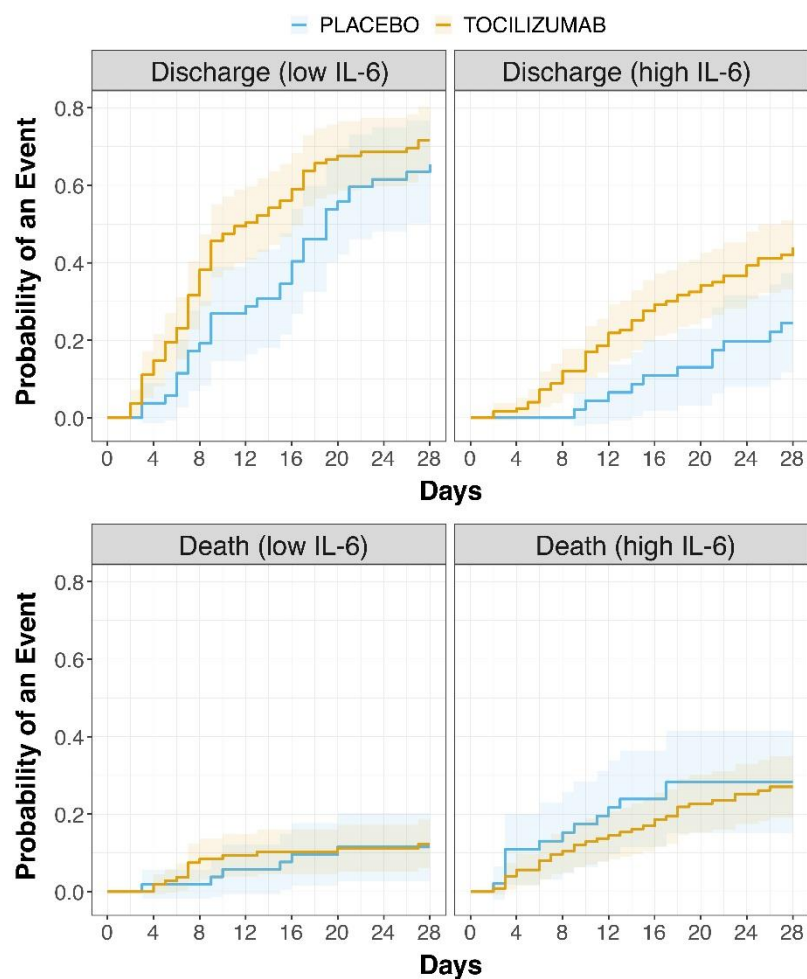 PLACEBO TOCILIZUMAB
Discharge (low IL-6) Discharge (high IL-6)
Probability of an Event
0.8
0.6
0.4
0.2
0.0
0 4 8 12 16 20 24 28 0 4 8 12 16 20 24 28
Days Days
Death (low IL-6) Death (high IL-6)
Probability of an Event
0.8
0.6
0.4
0.2
0.0
0 4 8 12 16 20 24 28 0 4 8 12 16 20 24 28
Days Days